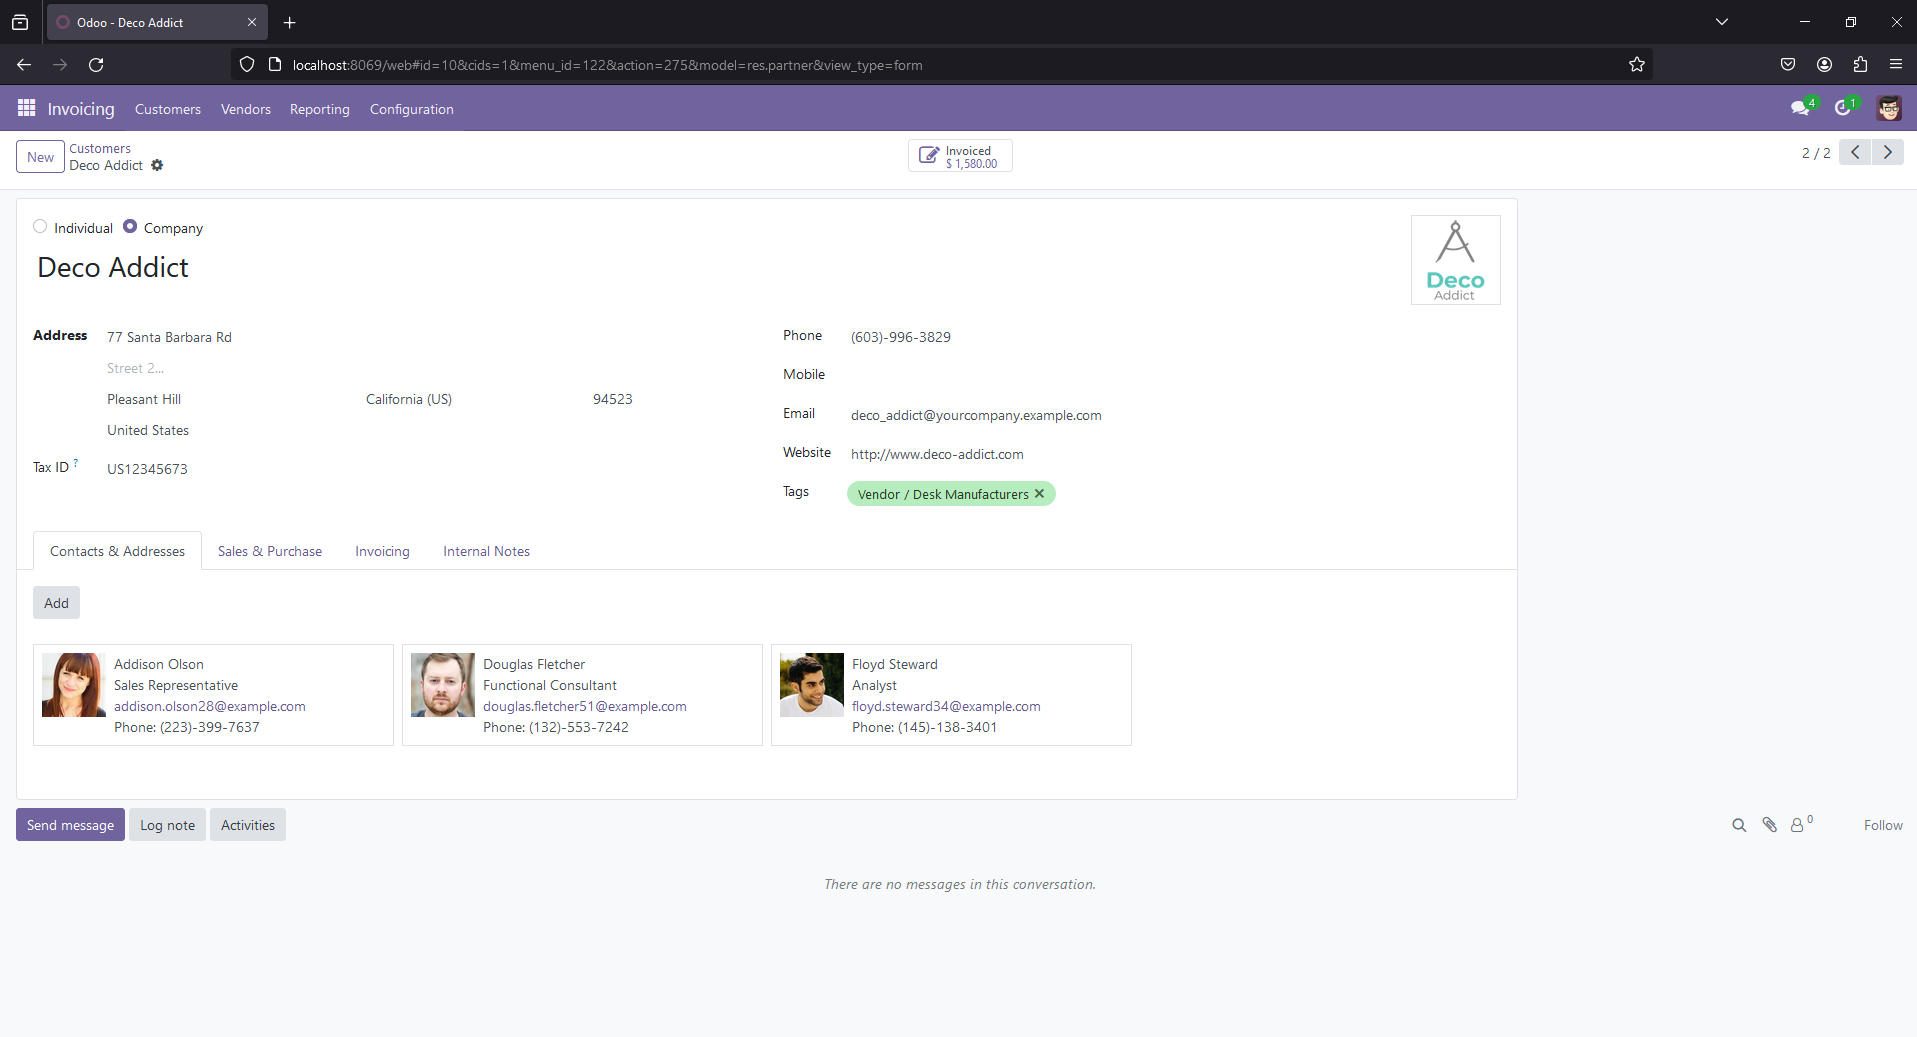 Odoo - Deco Addict
localhost:8069/web#id=10&cids=1&menu_id=122&action=275&model=res.partner&view_type=form
Invoicing Customers Vendors Reporting Configuration 4 1
New Customers
Deco Addict
Invoiced
$ 1,580.00
2 / 2
Individual Company
Deco Addict
Deco
Addict
Address 77 Santa Barbara Rd
Street 2...
Pleasant Hill California (US) 94523
United States
Tax ID ? US12345673
Phone (603)-996-3829
Mobile
Email deco_addict@yourcompany.example.com
Website http://www.deco-addict.com
Tags Vendor / Desk Manufacturers
Contacts & Addresses Sales & Purchase Invoicing Internal Notes
Add
Addison Olson
Sales Representative
addison.olson28@example.com
Phone: (223)-399-7637
Douglas Fletcher
Functional Consultant
douglas.fletcher51@example.com
Phone: (132)-553-7242
Floyd Steward
Analyst
floyd.steward34@example.com
Phone: (145)-138-3401
Send message Log note Activities 0 Follow
There are no messages in this conversation.